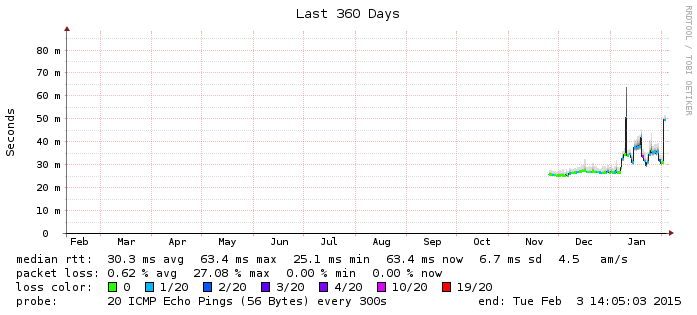 Last 360 Days
RRDTOOL / TOBI OETIKER
Seconds
80 m
70 m
60 m
50 m
40 m
30 m
20 m
10 m
0
Feb Mar Apr May Jun Jul Aug Sep Oct Nov Dec Jan
median rtt: 30.3 ms avg 63.4 ms max 25.1 ms min 63.4 ms now 6.7 ms sd 4.5 am/s
packet loss: 0.62 % avg 27.08 % max 0.00 % min 0.00 % now
loss color: 0 1/20 2/20 3/20 4/20 10/20 19/20
probe: 20 ICMP Echo Pings (56 Bytes) every 300s end: Tue Feb 3 14:05:03 2015